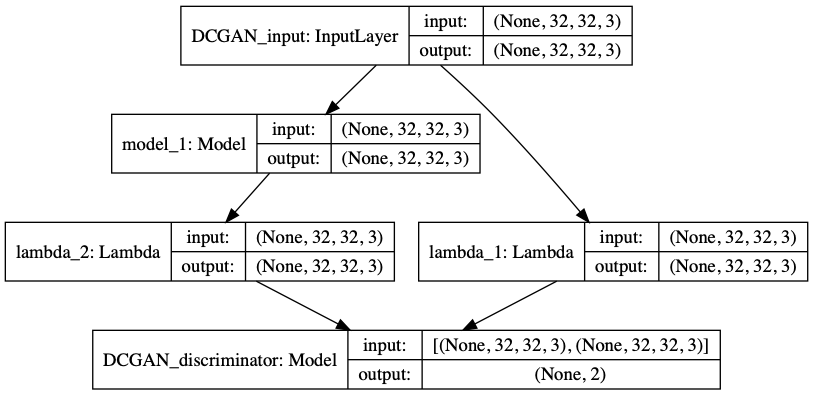 DCGAN_input: InputLayer
input: (None, 32, 32, 3)
output: (None, 32, 32, 3)
model_1: Model
input: (None, 32, 32, 3)
output: (None, 32, 32, 3)
lambda_2: Lambda
input: (None, 32, 32, 3)
output: (None, 32, 32, 3)
lambda_1: Lambda
input: (None, 32, 32, 3)
output: (None, 32, 32, 3)
DCGAN_discriminator: Model
input: [(None, 32, 32, 3), (None, 32, 32, 3)]
output: (None, 2)